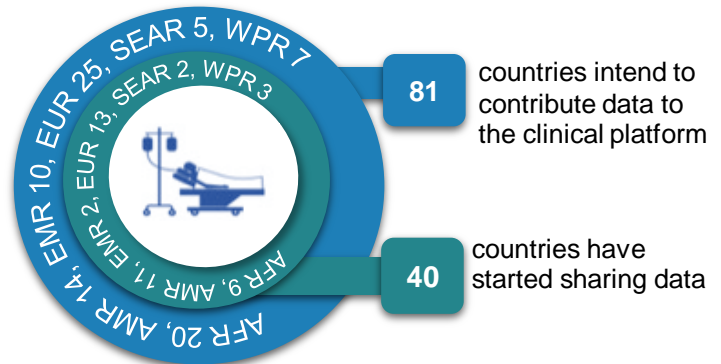 AFR 20, AMR 14, EMR 10, EUR 25, SEAR 5, WPR 7
AFR 9, AMR 11, EMR 2, EUR 13, SEAR 2, WPR 3
81
countries intend to
contribute data to
the clinical platform
40
countries have
started sharing data